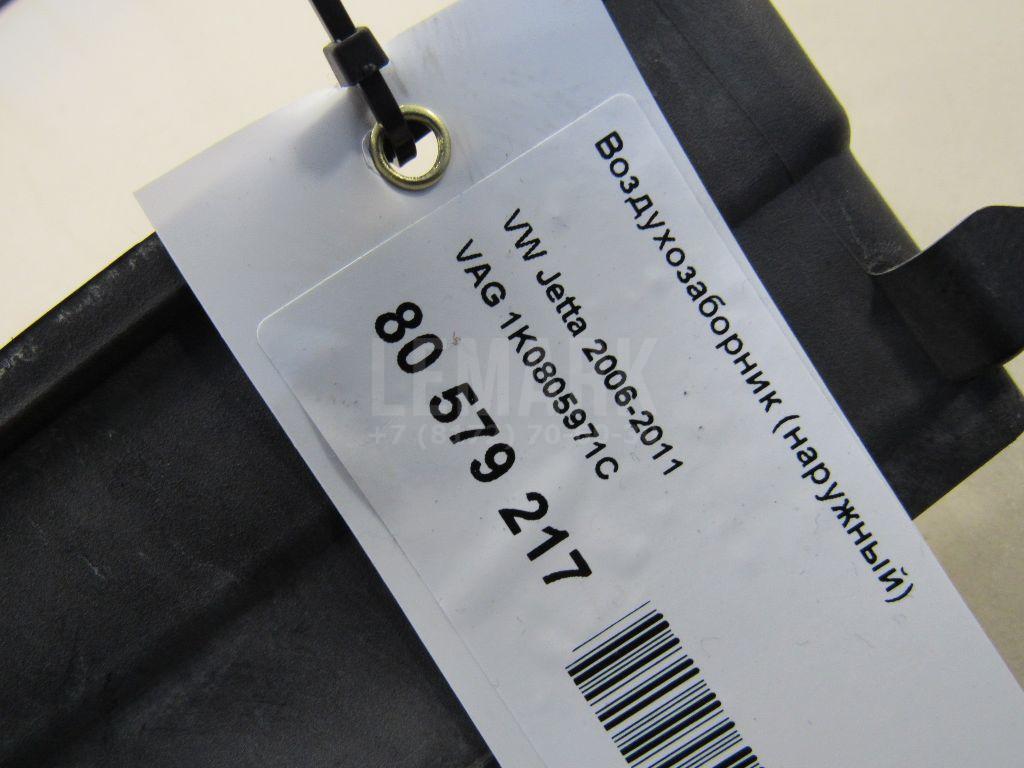 Воздухозаборник (наружный)
VW Jetta 2006-2011
VAG 1K0805971C
80 579 217
LEMARK